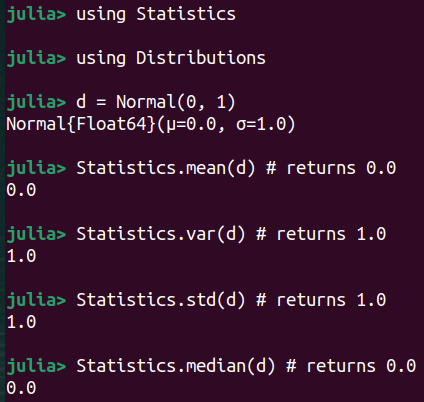 julia> using Statistics
julia> using Distributions
julia> d = Normal(0, 1)
Normal{Float64}(μ=0.0, σ=1.0)
julia> Statistics.mean(d) # returns 0.0
0.0
julia> Statistics.var(d) # returns 1.0
1.0
julia> Statistics.std(d) # returns 1.0
1.0
julia> Statistics.median(d) # returns 0.0
0.0